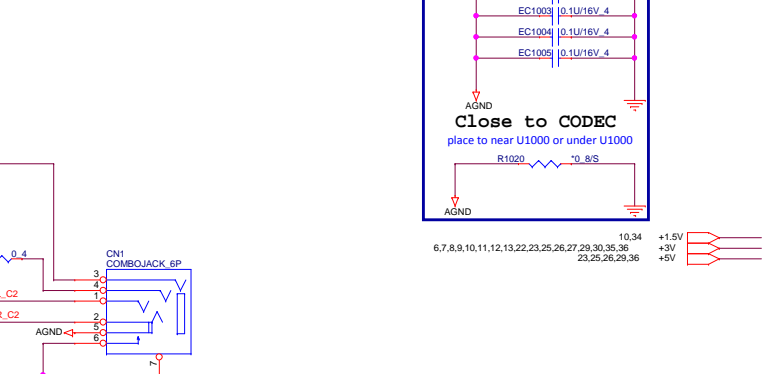 EC1003 0.1U/16V_4
EC1004 0.1U/16V_4
EC1005 0.1U/16V_4
AGND
Close to CODEC
place to near U1000 or under U1000
R1020 *0_8/S
AGND
10,34 +1.5V
6,7,8,9,10,11,12,13,22,23,25,26,27,29,30,35,36 +3V
23,25,26,29,36 +5V
0_4
CN1
COMBOJACK_6P
3
4
_C2 1
_C2 2
AGND 5
6
7